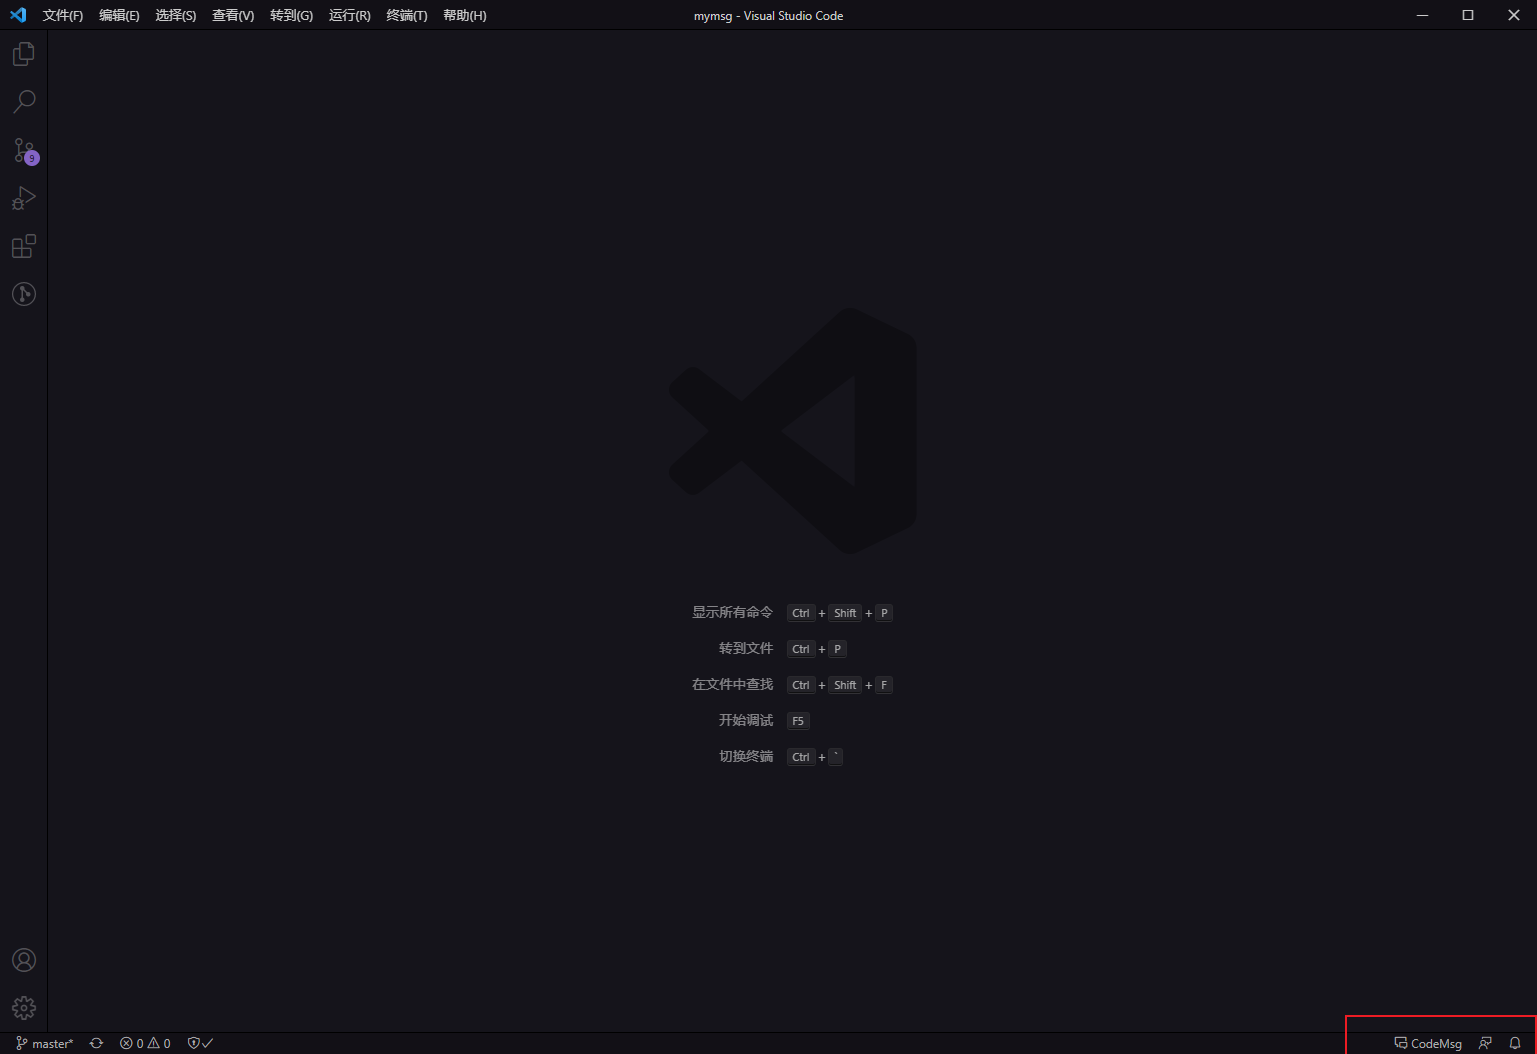 文件(F) 编辑(E) 选择(S) 查看(V) 转到(G) 运行(R) 终端(T) 帮助(H) mymsg - Visual Studio Code
9
显示所有命令 Ctrl + Shift + P
转到文件 Ctrl + P
在文件中查找 Ctrl + Shift + F
开始调试 F5
切换终端 Ctrl + `
master* 0 0 CodeMsg